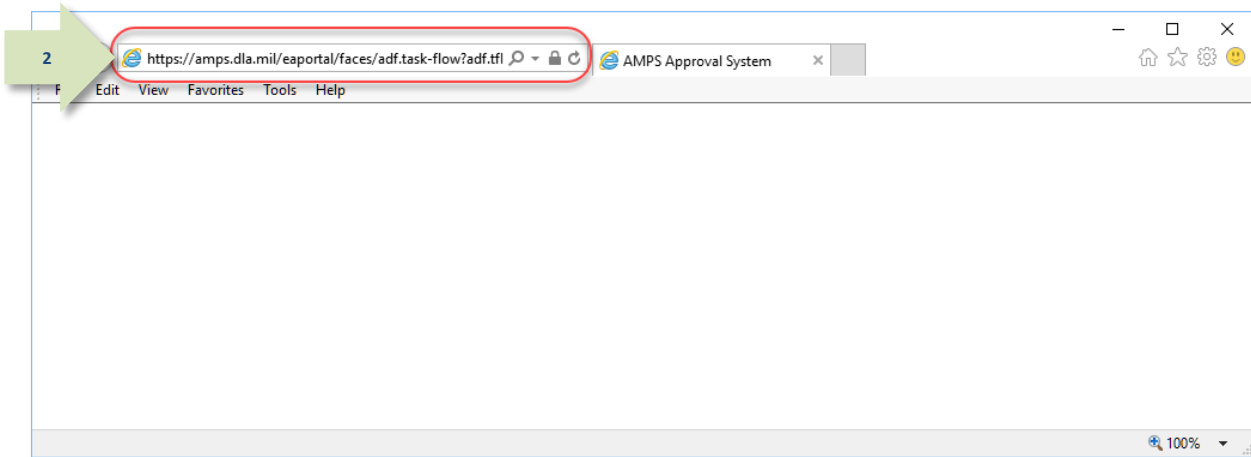 2
https://amps.dla.mil/eaportal/faces/adf.task-flow?adf.tfl
AMPS Approval System
F
Edit View Favorites Tools Help
100%